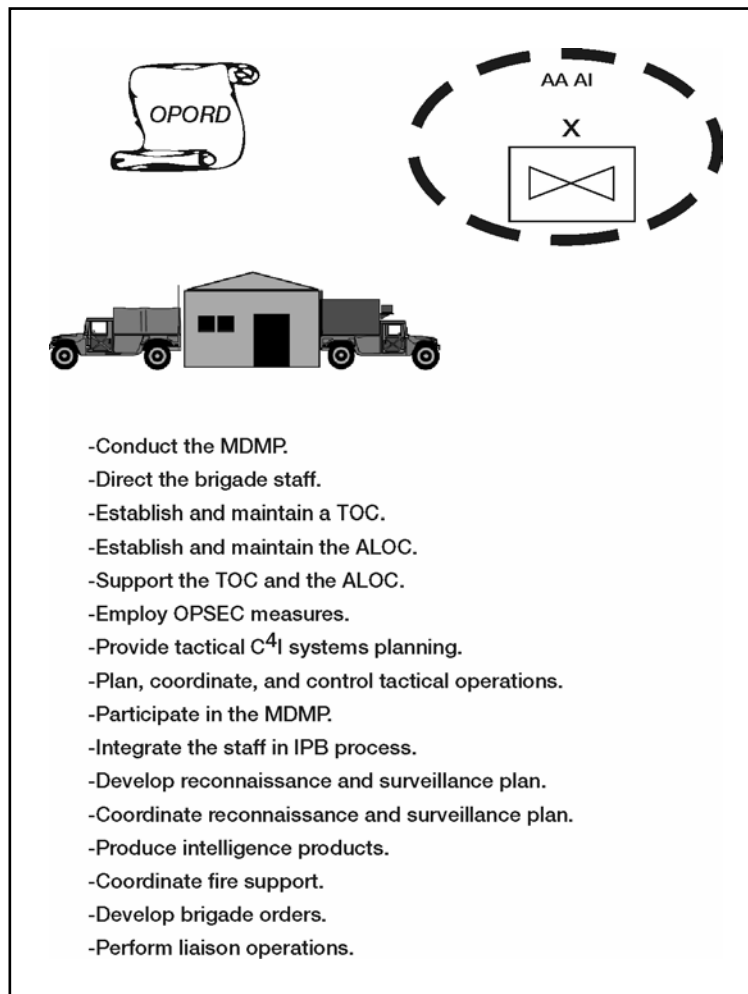 OPORD
AA AI
X
-Conduct the MDMP.
-Direct the brigade staff.
-Establish and maintain a TOC.
-Establish and maintain the ALOC.
-Support the TOC and the ALOC.
-Employ OPSEC measures.
-Provide tactical C⁴I systems planning.
-Plan, coordinate, and control tactical operations.
-Participate in the MDMP.
-Integrate the staff in IPB process.
-Develop reconnaissance and surveillance plan.
-Coordinate reconnaissance and surveillance plan.
-Produce intelligence products.
-Coordinate fire support.
-Develop brigade orders.
-Perform liaison operations.